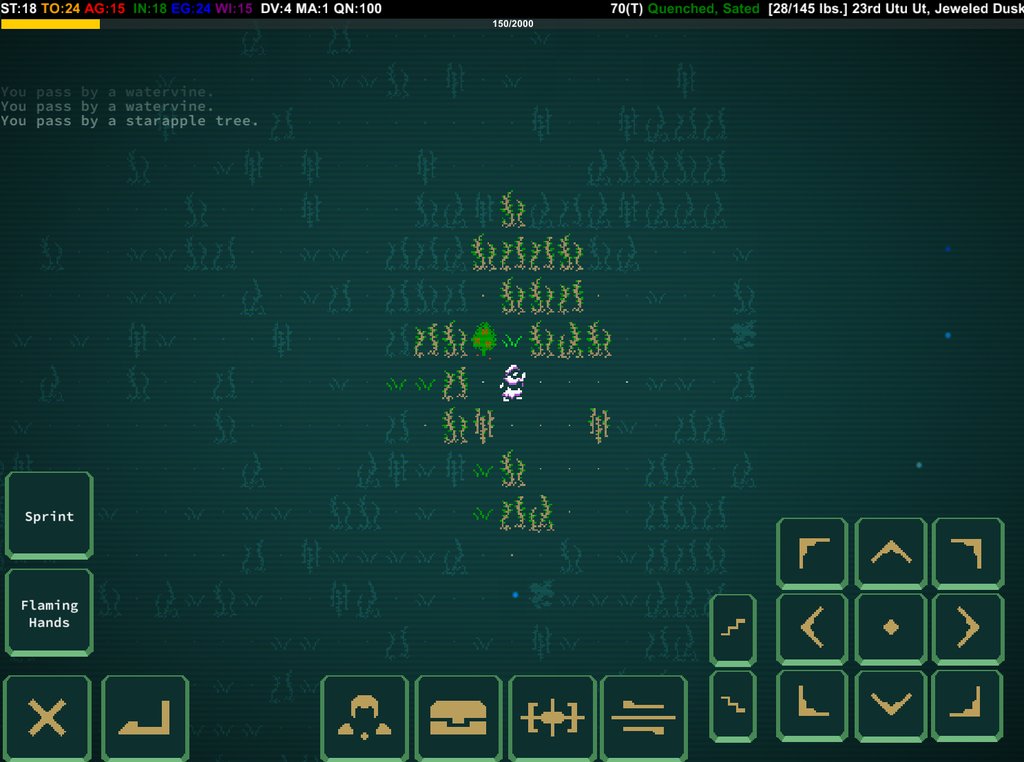 ST:18 TO:24 AG:15 IN:18 EG:24 WI:15 DV:4 MA:1 QN:100 70(T) Quenched, Sated [28/145 lbs.] 23rd Utu Ut, Jeweled Dusk
150/2000
You pass by a watervine.
You pass by a watervine.
You pass by a starapple tree.
Sprint
Flaming
Hands